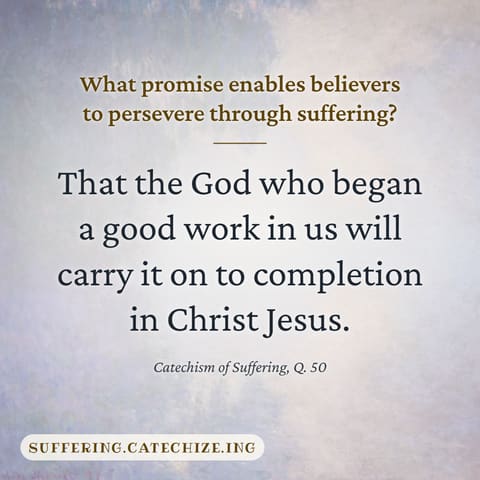 What promise enables believers
to persevere through suffering?
That the God who began
a good work in us will
carry it on to completion
in Christ Jesus.
Catechism of Suffering, Q. 50
SUFFERING.CATECHIZE.ING